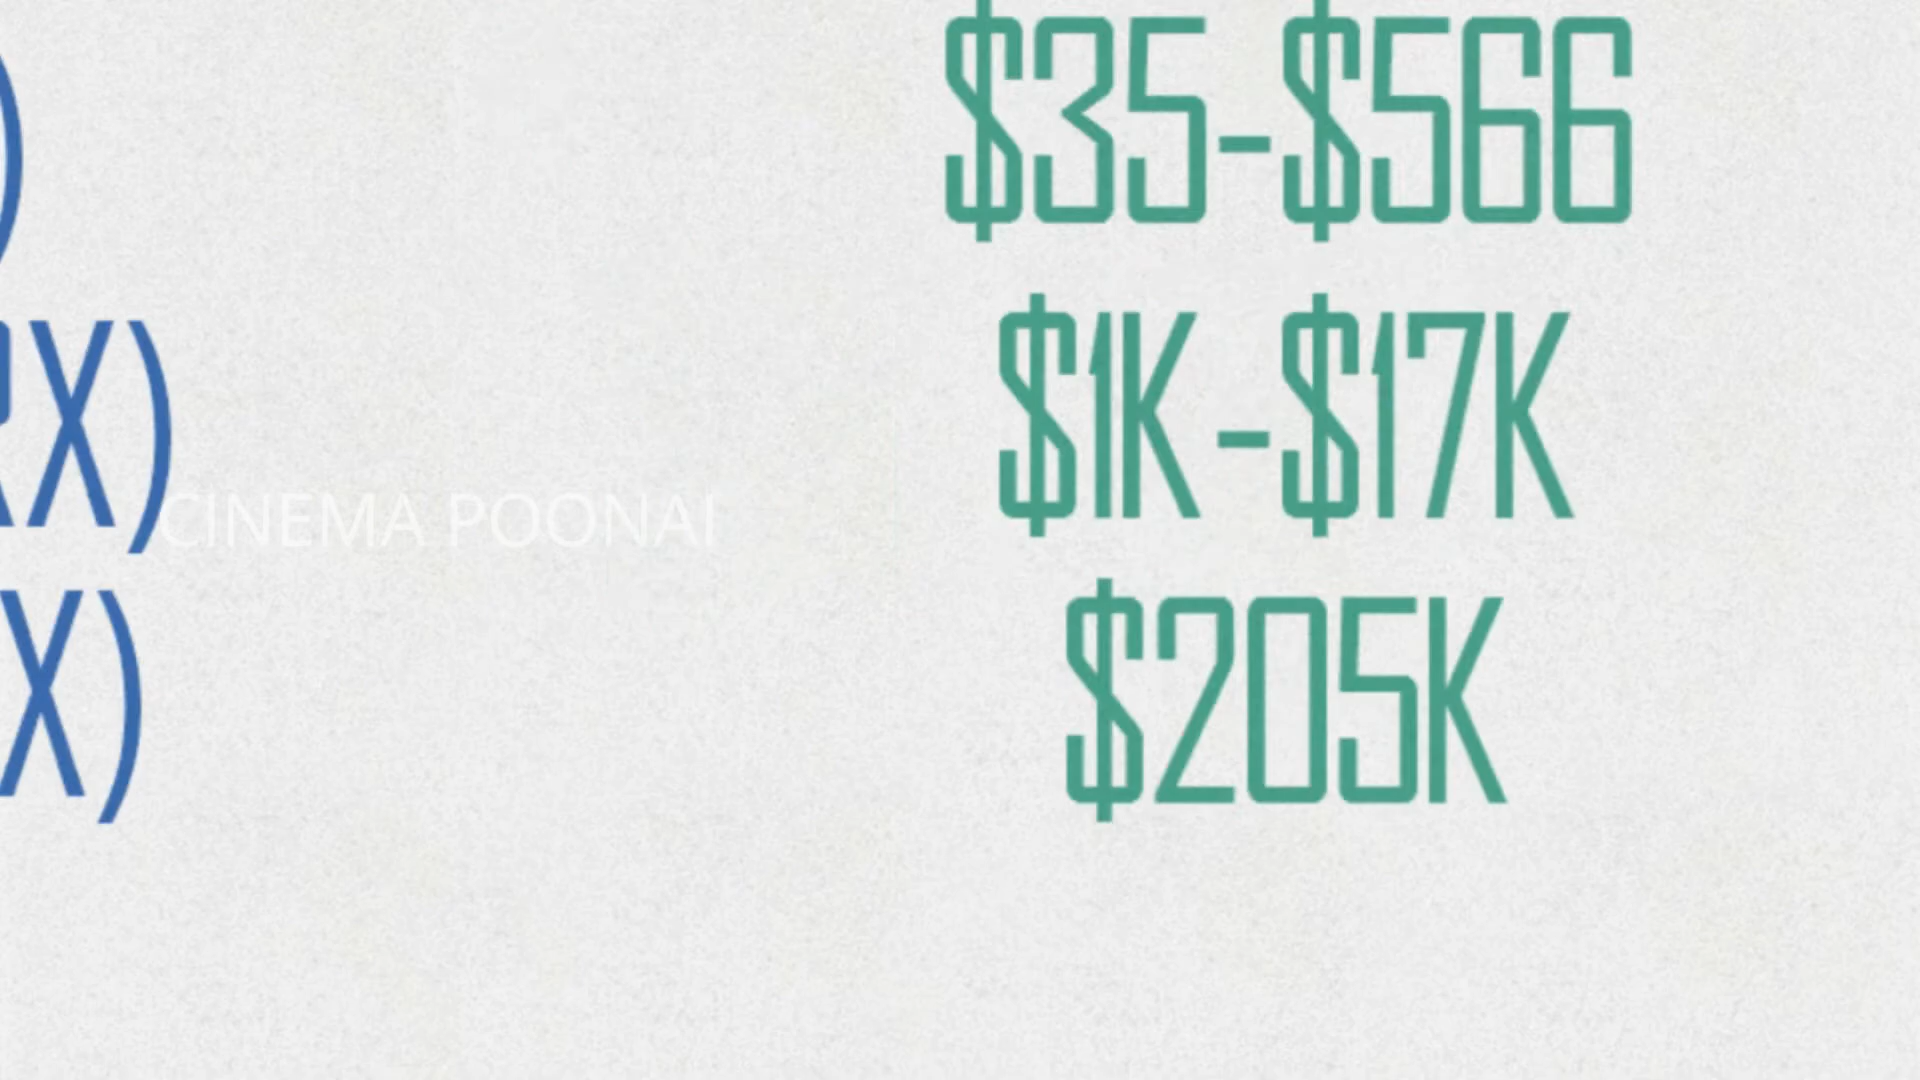 ) $35-$566
X) $1K-$17K
CINEMA POONAI
X) $205K